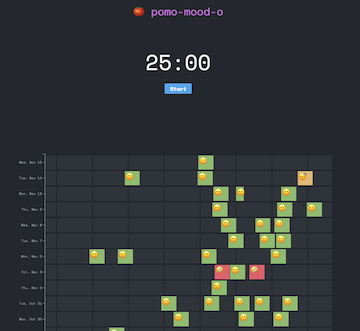 pomo-mood-o
25:00
Start
Wed, Nov 15
Tue, Nov 14
Mon, Nov 13
Thu, Nov 9
Wed, Nov 8
Tue, Nov 7
Mon, Nov 6
Fri, Nov 3
Thu, Nov 2
Tue, Oct 31
Mon, Oct 30